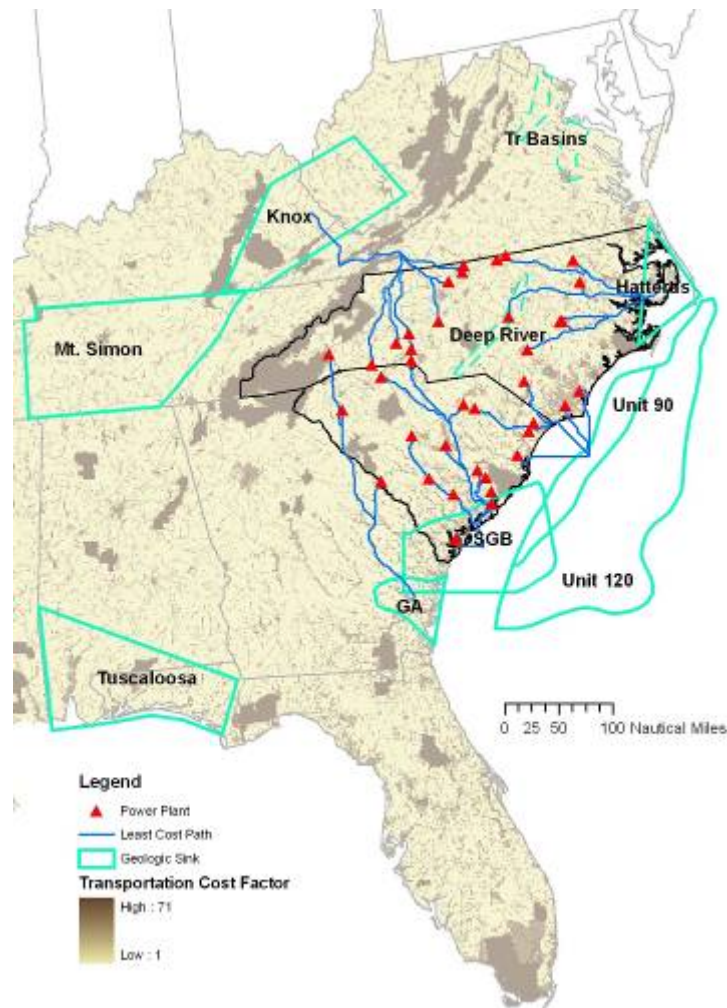 Tr Basins
Knox
Hatteras
Deep River
Mt. Simon
Unit 90
SGB
Unit 120
GA
Tuscaloosa
0 25 50 100 Nautical Miles
Legend
Power Plant
Least Cost Path
Geologic Sink
Transportation Cost Factor
High : 71
Low : 1